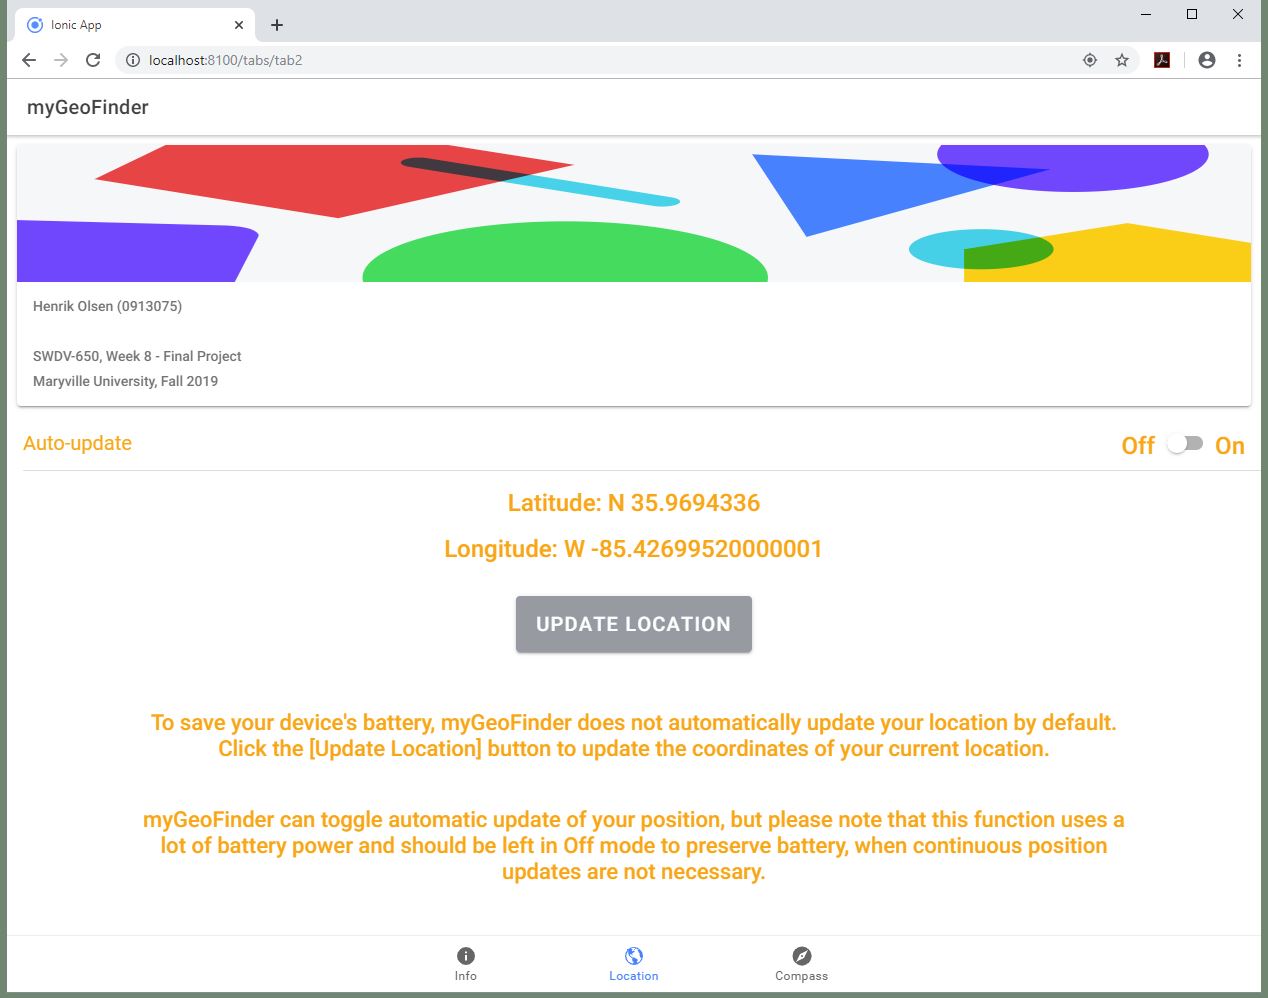 Ionic App
localhost:8100/tabs/tab2
myGeoFinder
Henrik Olsen (0913075)
SWDV-650, Week 8 - Final Project
Maryville University, Fall 2019
Auto-update
Off On
Latitude: N 35.9694336
Longitude: W -85.42699520000001
UPDATE LOCATION
To save your device's battery, myGeoFinder does not automatically update your location by default.
Click the [Update Location] button to update the coordinates of your current location.
myGeoFinder can toggle automatic update of your position, but please note that this function uses a
lot of battery power and should be left in Off mode to preserve battery, when continuous position
updates are not necessary.
Info Location Compass